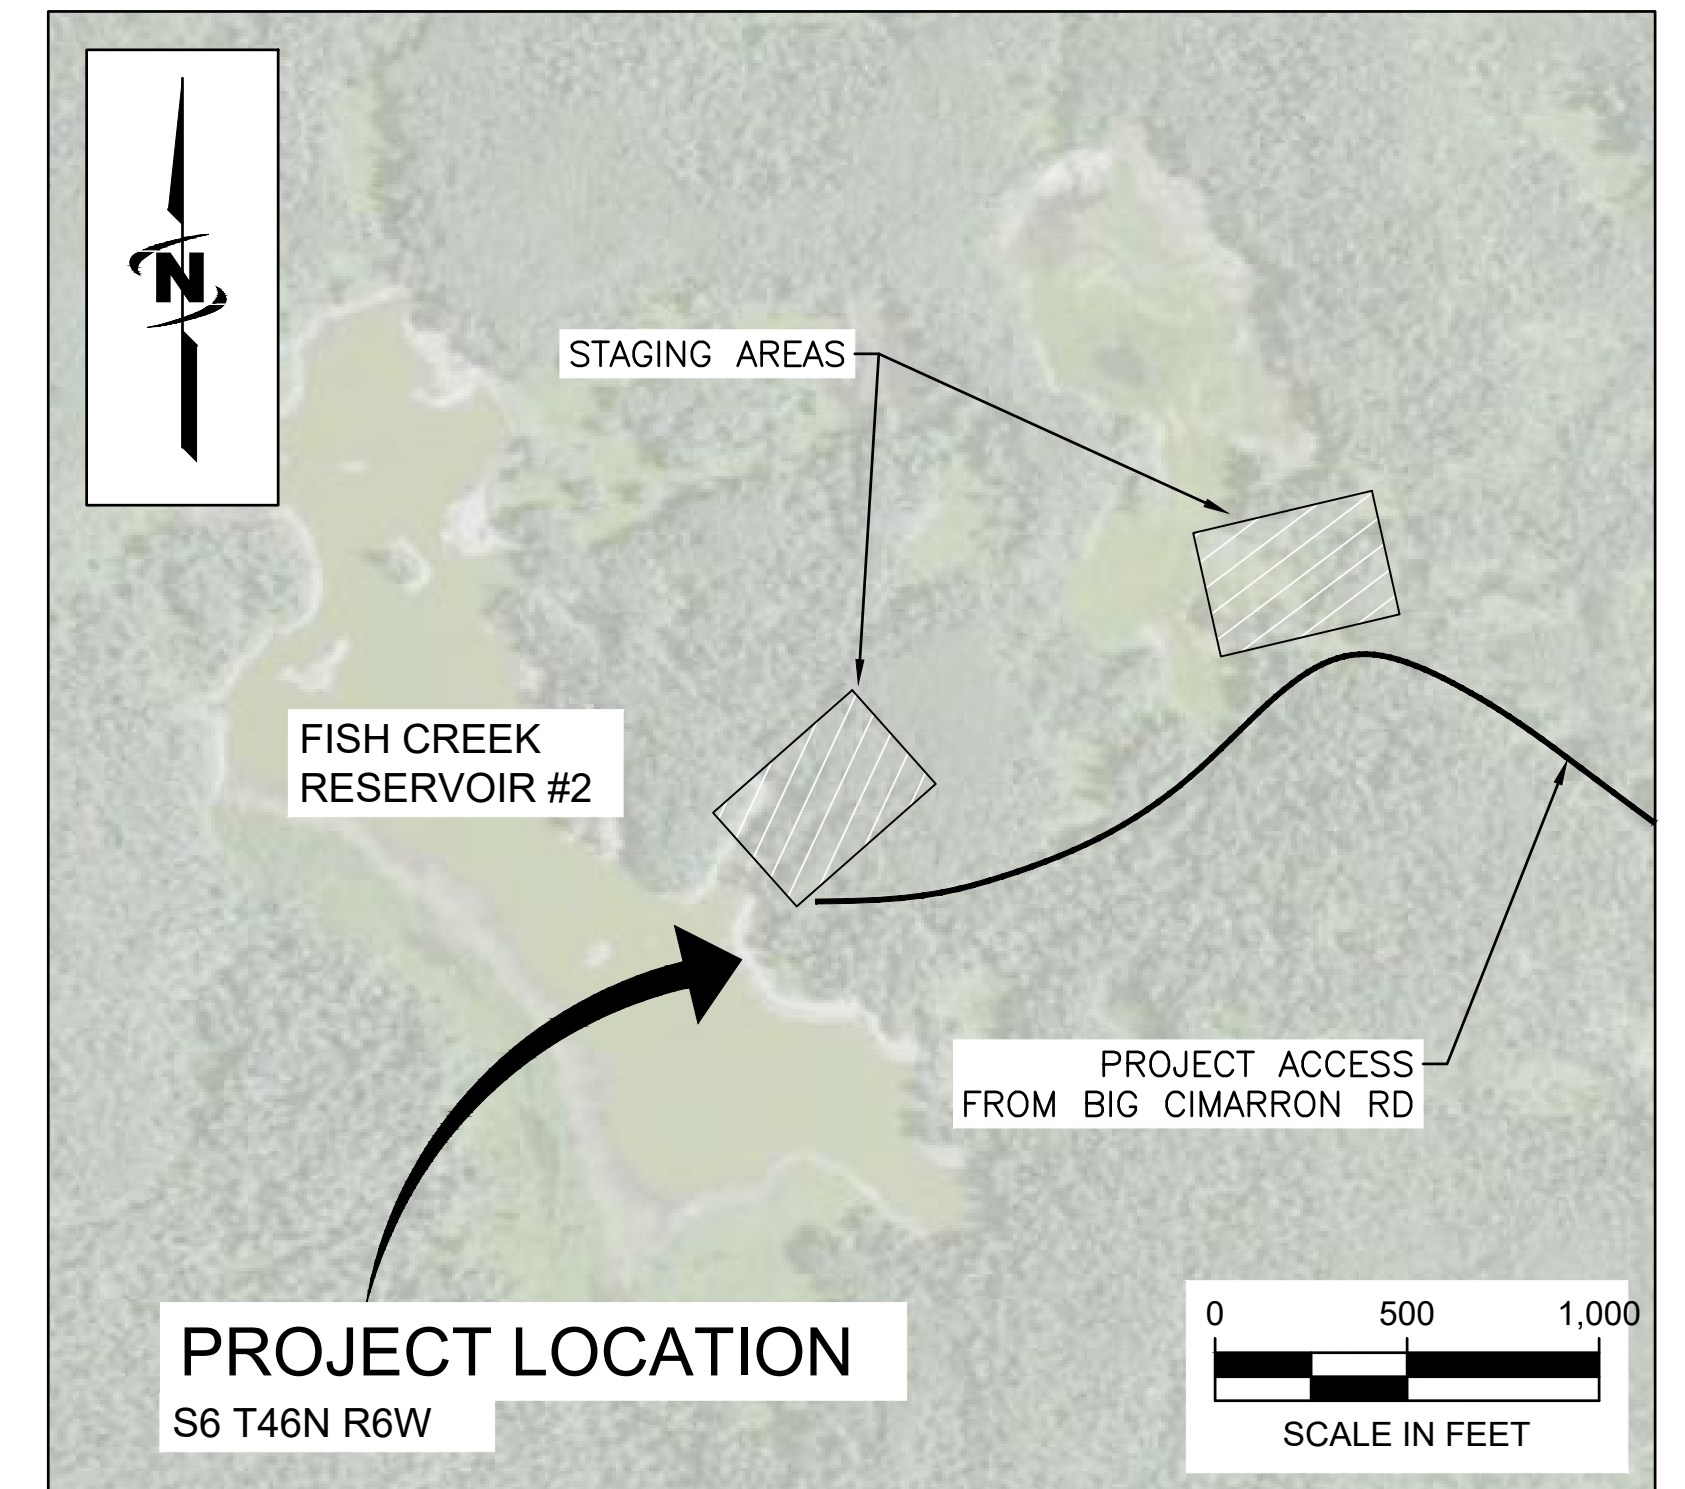 N
STAGING AREAS
FISH CREEK
RESERVOIR #2
PROJECT ACCESS
FROM BIG CIMARRON RD
PROJECT LOCATION
S6 T46N R6W
0 500 1,000
SCALE IN FEET